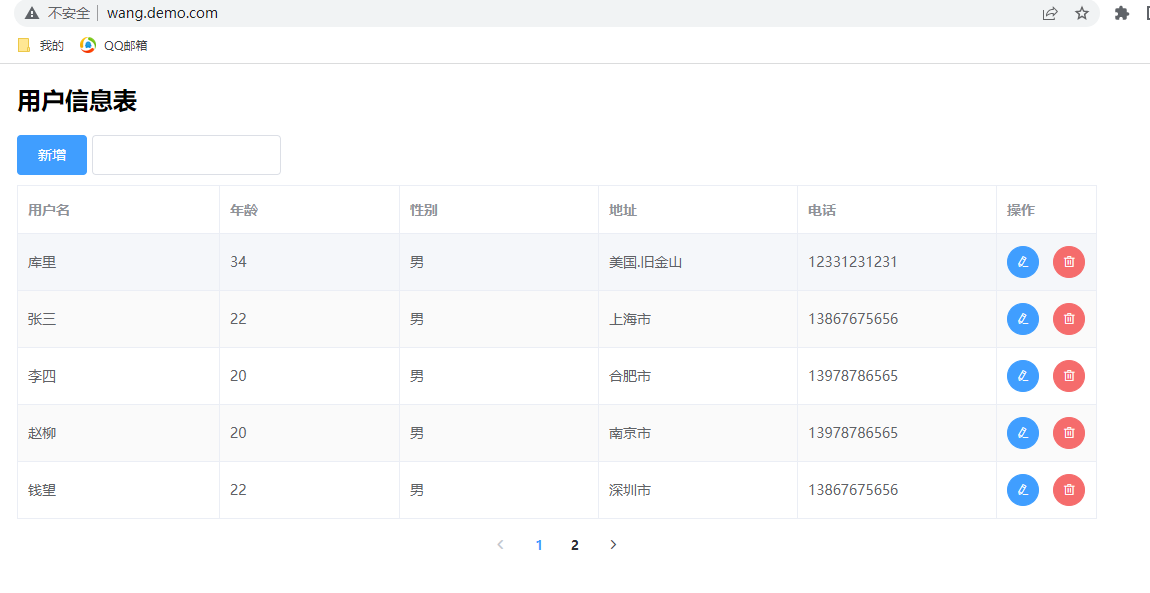 不安全 wang.demo.com
我的 QQ邮箱
用户信息表
新增
用户名 年龄 性别 地址 电话 操作
库里 34 男 美国.旧金山 12331231231
张三 22 男 上海市 13867675656
李四 20 男 合肥市 13978786565
赵柳 20 男 南京市 13978786565
钱望 22 男 深圳市 13867675656
1 2